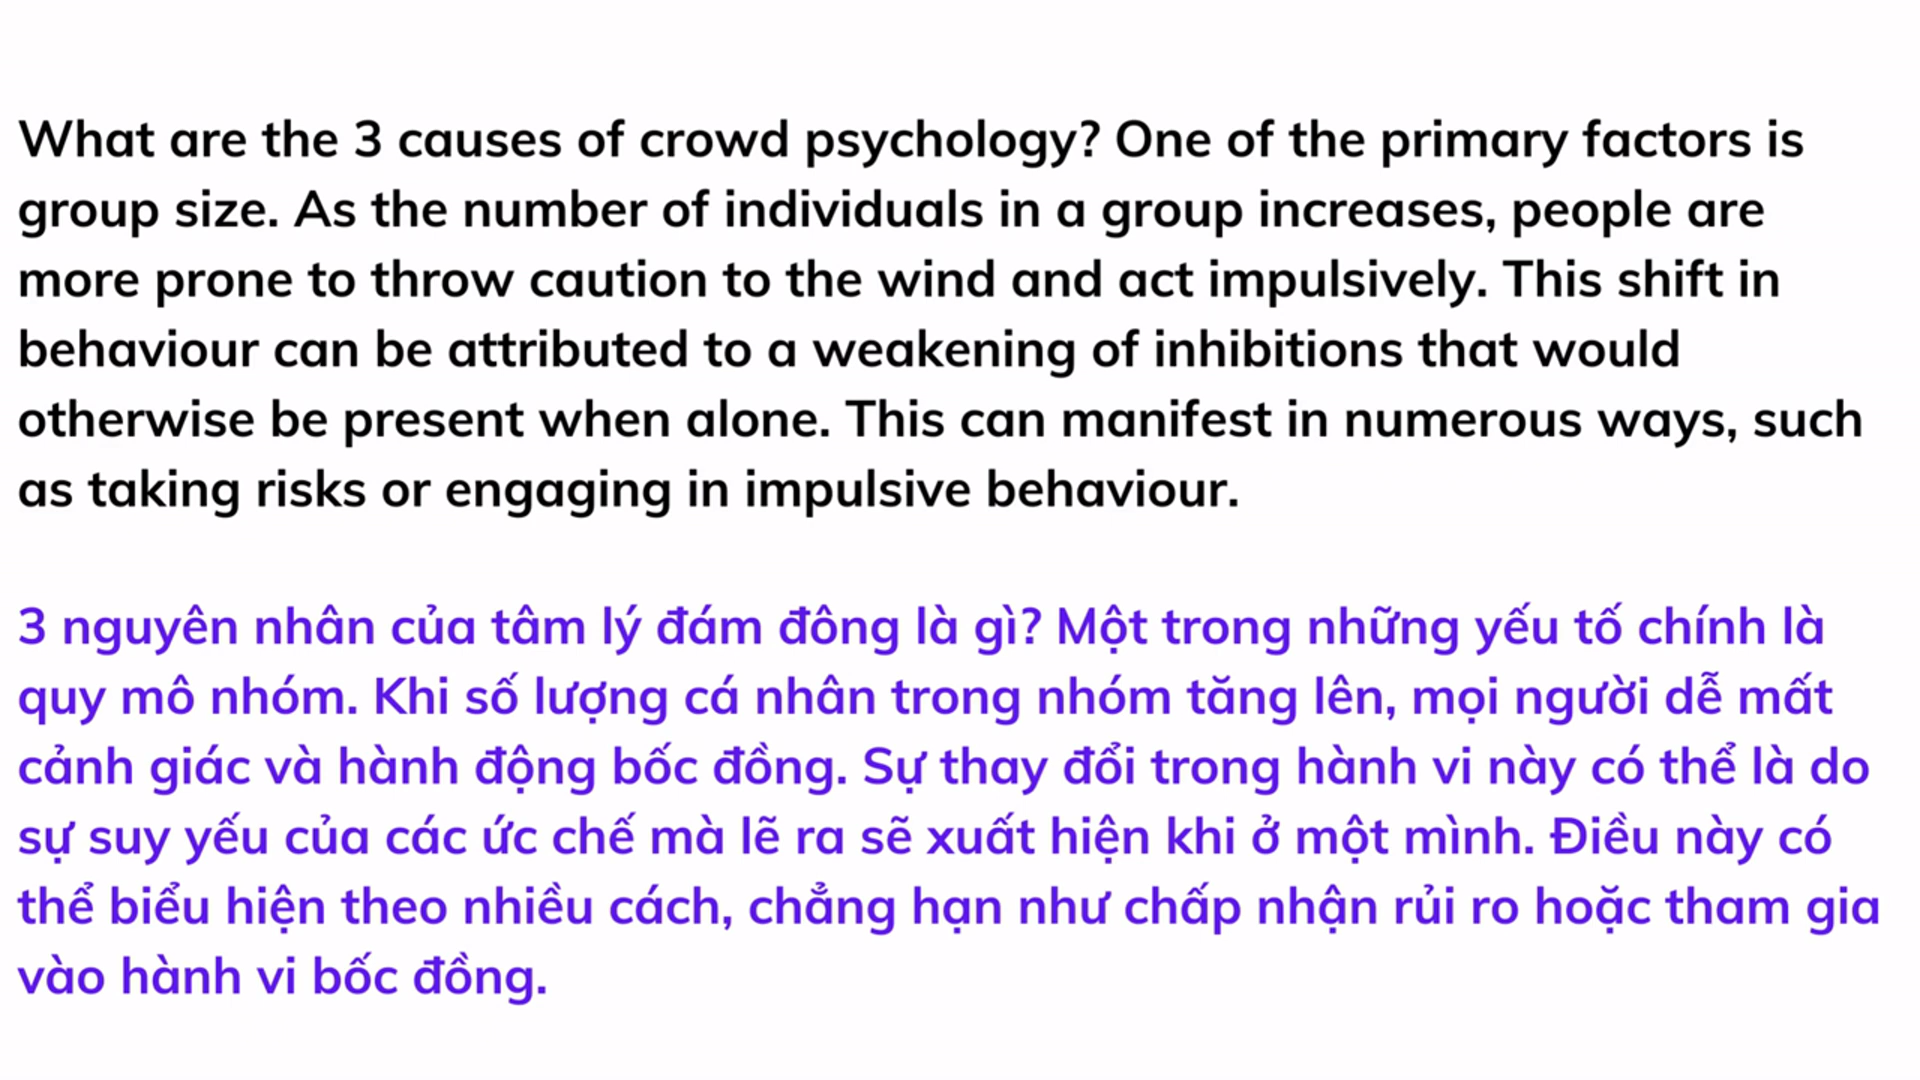 What are the 3 causes of crowd psychology? One of the primary factors is
group size. As the number of individuals in a group increases, people are
more prone to throw caution to the wind and act impulsively. This shift in
behaviour can be attributed to a weakening of inhibitions that would
otherwise be present when alone. This can manifest in numerous ways, such
as taking risks or engaging in impulsive behaviour.
3 nguyên nhân của tâm lý đám đông là gì? Một trong những yếu tố chính là
quy mô nhóm. Khi số lượng cá nhân trong nhóm tăng lên, mọi người dễ mất
cảnh giác và hành động bốc đồng. Sự thay đổi trong hành vi này có thể là do
sự suy yếu của các ức chế mà lẽ ra sẽ xuất hiện khi ở một mình. Điều này có
thể biểu hiện theo nhiều cách, chẳng hạn như chấp nhận rủi ro hoặc tham gia
vào hành vi bốc đồng.